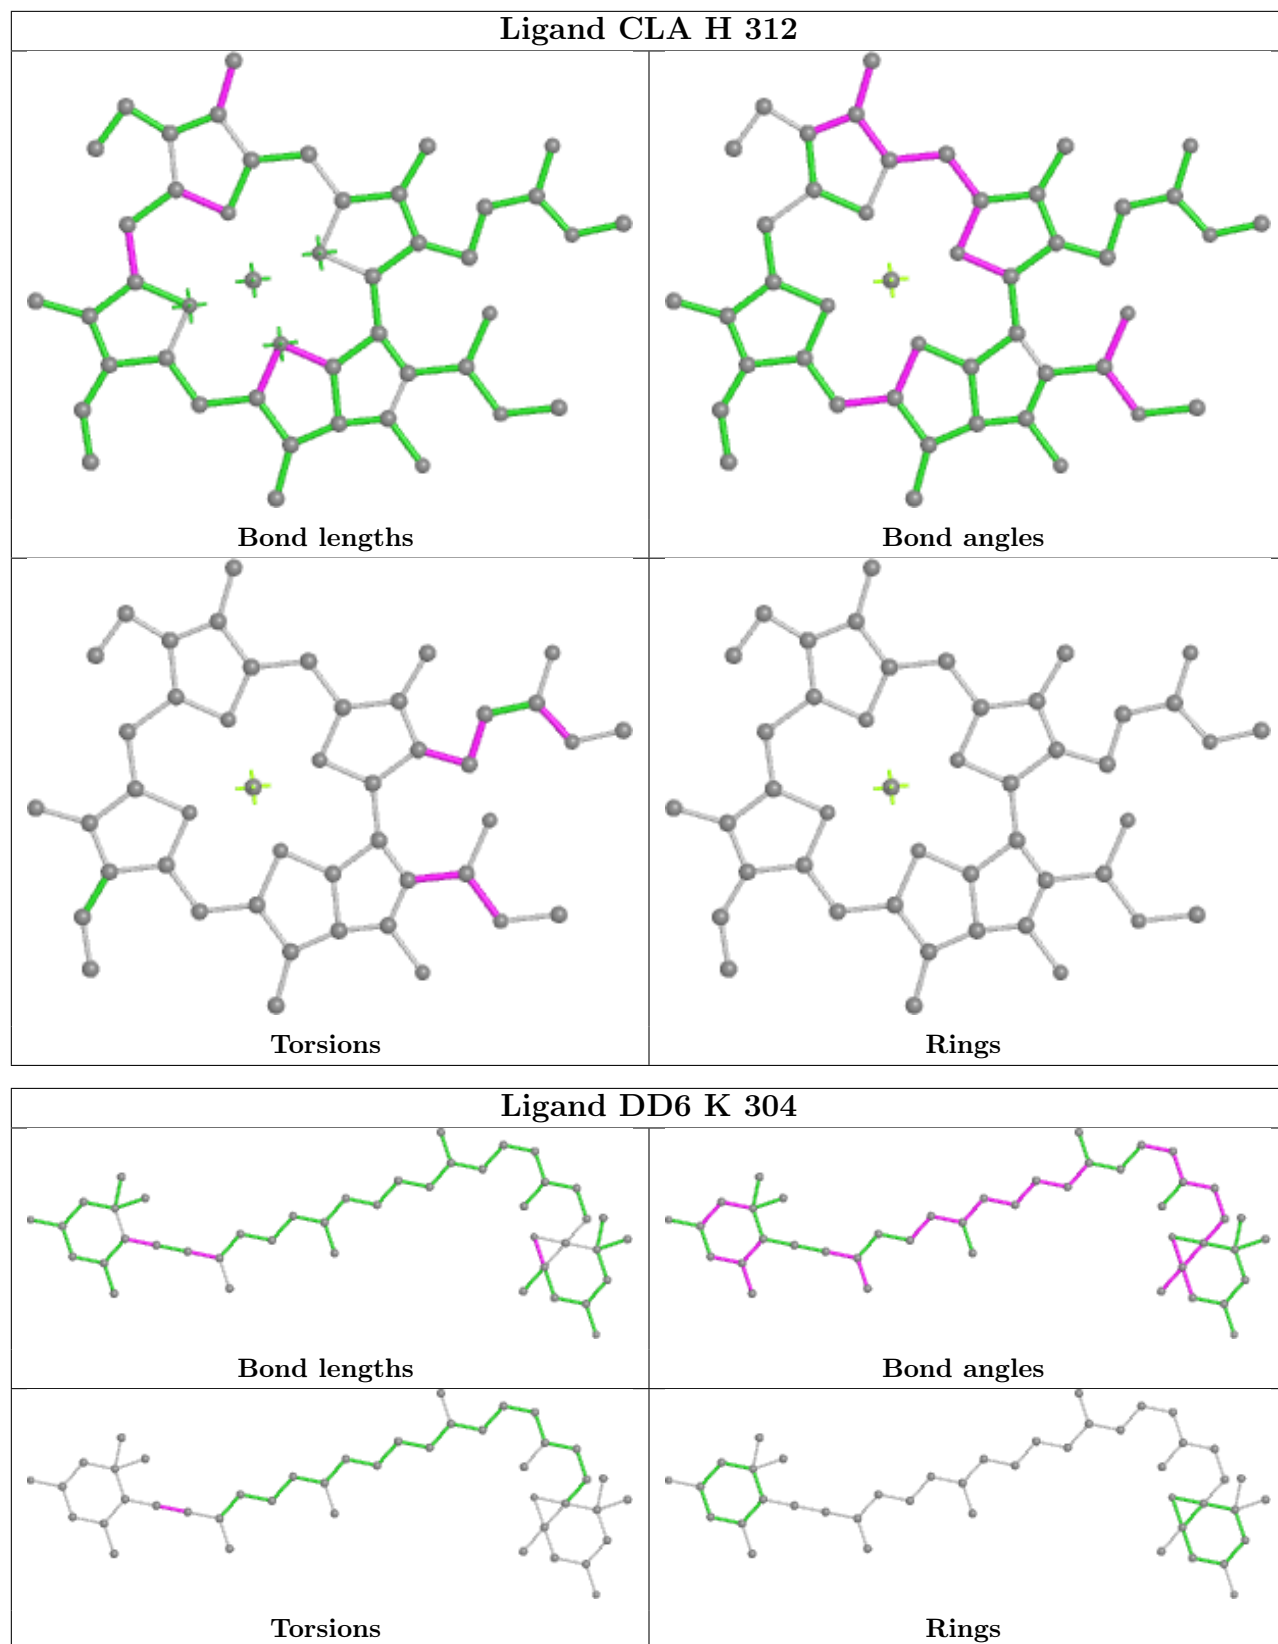 Ligand CLA H 312
Bond lengths
Bond angles
Torsions
Rings
Ligand DD6 K 304
Bond lengths
Bond angles
Torsions
Rings